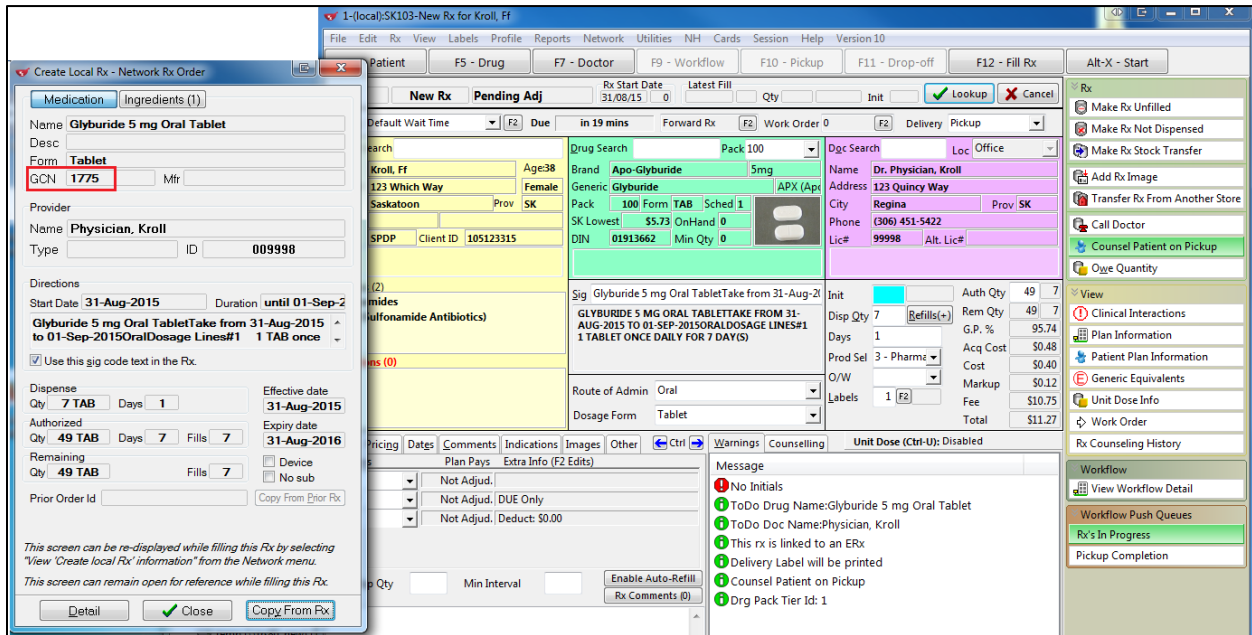 1-(local):SK103-New Rx for Kroll, Ff
File Edit Rx View Labels Profile Reports Network Utilities NH Cards Session Help Version 10
Patient F5 - Drug F7 - Doctor F9 - Workflow F10 - Pickup F11 - Drop-off F12 - Fill Rx Alt-X - Start
Create Local Rx - Network Rx Order
Medication Ingredients (1)
Name Glyburide 5 mg Oral Tablet
Desc
Form Tablet
GCN 1775 Mfr
Provider
Name Physician, Kroll
Type ID 009998
Directions
Start Date 31-Aug-2015 Duration until 01-Sep-2
Glyburide 5 mg Oral TabletTake from 31-Aug-2015
to 01-Sep-2015OralDosage Lines#1 1 TAB once
Use this sig code text in the Rx.
Dispense
Qty 7 TAB Days 1
Effective date
31-Aug-2015
Authorized
Qty 49 TAB Days 7 Fills 7
Expiry date
31-Aug-2016
Remaining
Qty 49 TAB Fills 7
Device
No sub
Prior Order Id Copy From Prior Rx
This screen can be re-displayed while filling this Rx by selecting
"View 'Create local Rx' information" from the Network menu.
This screen can remain open for reference while filling this Rx.
Detail Close Copy From Rx
New Rx Pending Adj
Rx Start Date
31/08/15 0
Latest Fill
Qty Init Lookup Cancel
Default Wait Time F2 Due in 19 mins Forward Rx F2 Work Order 0 F2 Delivery Pickup
earch
Kroll, Ff Age:38
123 Which Way Female
Saskatoon Prov SK
SPDP Client ID 105123315
(2)
mides
ulfonamide Antibiotics)
ns (0)
Drug Search Pack 100
Brand Apo-Glyburide 5mg
Generic Glyburide APX (Apo
Pack 100 Form TAB Sched 1
SK Lowest $5.73 OnHand 0
DIN 01913662 Min Qty 0
Doc Search Loc Office
Name Dr. Physician, Kroll
Address 123 Quincy Way
City Regina Prov SK
Phone (306) 451-5422
Lic# 99998 Alt. Lic#
Sig Glyburide 5 mg Oral TabletTake from 31-Aug-20
GLYBURIDE 5 MG ORAL TABLETTAKE FROM 31-
AUG-2015 TO 01-SEP-2015ORALDOSAGE LINES#1
1 TABLET ONCE DAILY FOR 7 DAY(S)
Route of Admin Oral
Dosage Form Tablet
Init
Disp Qty 7 Refills(+)
Days 1
Prod Sel 3 - Pharma
O/W
Labels 1 F2
Auth Qty 49 7
Rem Qty 49 7
G.P. % 95.74
Acq Cost $0.48
Cost $0.40
Markup $0.12
Fee $10.75
Total $11.27
Pricing Dates Comments Indications Images Other Ctrl Warnings Counselling Unit Dose (Ctrl-U): Disabled
s Plan Pays Extra Info (F2 Edits)
Not Adjud.
Not Adjud. DUE Only
Not Adjud. Deduct: $0.00
p Qty Min Interval Enable Auto-Refill
Rx Comments (0)
Message
No Initials
ToDo Drug Name:Glyburide 5 mg Oral Tablet
ToDo Doc Name:Physician, Kroll
This rx is linked to an ERx
Delivery Label will be printed
Counsel Patient on Pickup
Drg Pack Tier Id: 1
Rx
Make Rx Unfilled
Make Rx Not Dispensed
Make Rx Stock Transfer
Add Rx Image
Transfer Rx From Another Store
Call Doctor
Counsel Patient on Pickup
Owe Quantity
View
Clinical Interactions
Plan Information
Patient Plan Information
Generic Equivalents
Unit Dose Info
Work Order
Rx Counseling History
Workflow
View Workflow Detail
Workflow Push Queues
Rx's In Progress
Pickup Completion